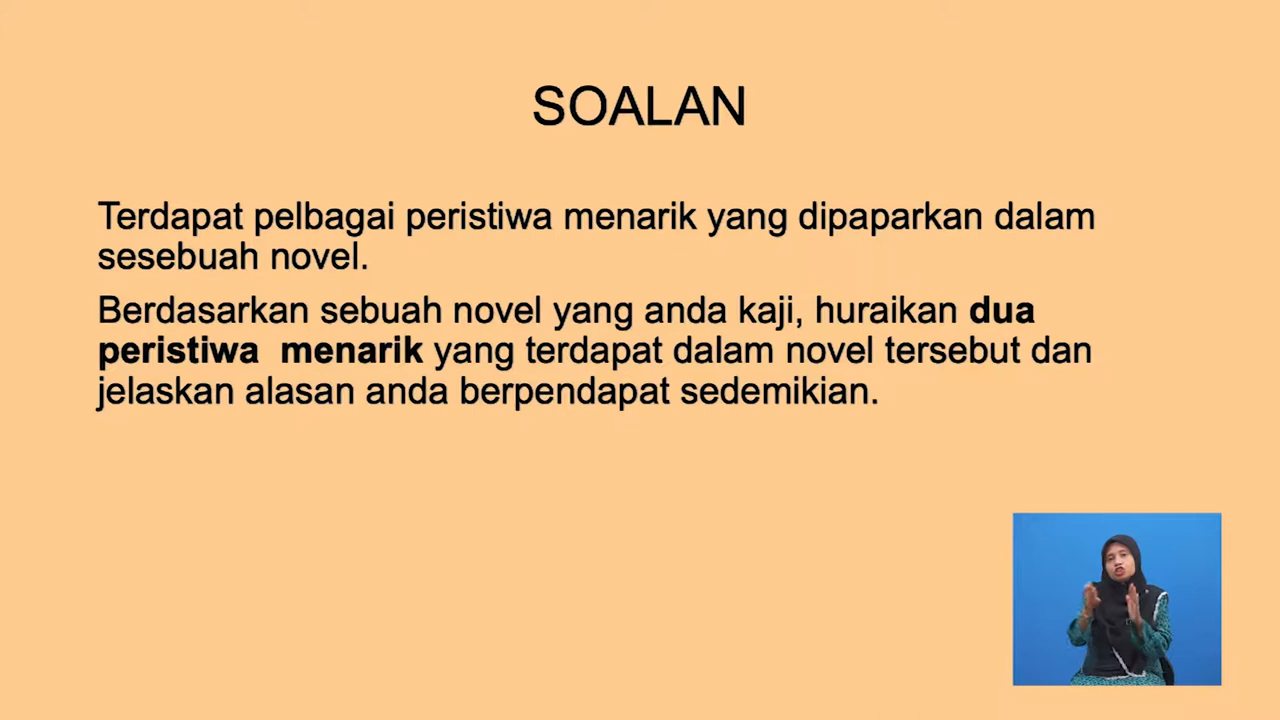 SOALAN
Terdapat pelbagai peristiwa menarik yang dipaparkan dalam
sesebuah novel.
Berdasarkan sebuah novel yang anda kaji, huraikan dua
peristiwa  menarik yang terdapat dalam novel tersebut dan
jelaskan alasan anda berpendapat sedemikian.